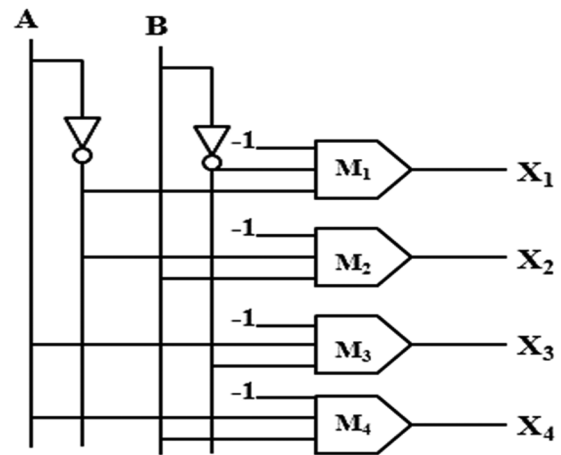 A B
-1 M₁ X₁
-1 M₂ X₂
-1 M₃ X₃
-1 M₄ X₄